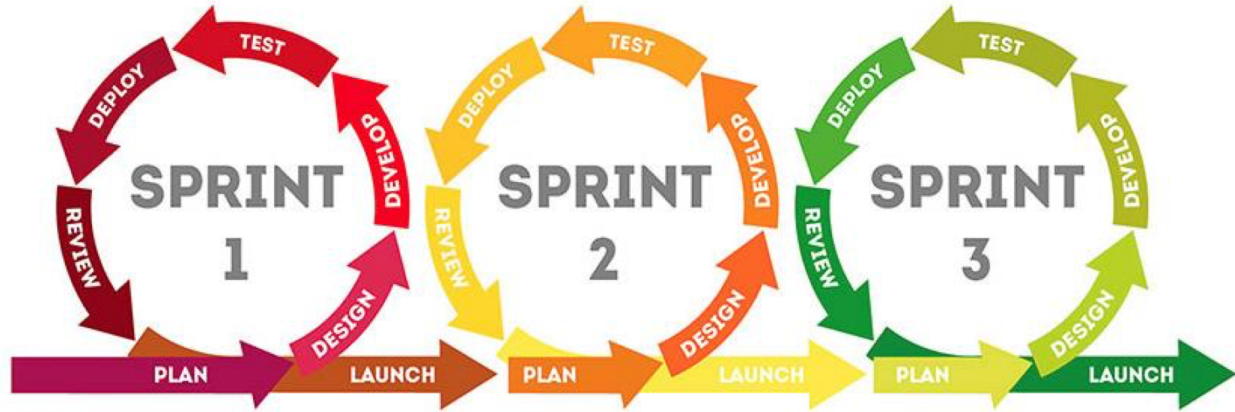 TEST
DEPLOY
DEVELOP
SPRINT
1
REVIEW
DESIGN
PLAN
LAUNCH
TEST
DEPLOY
DEVELOP
SPRINT
2
REVIEW
DESIGN
PLAN
LAUNCH
TEST
DEPLOY
DEVELOP
SPRINT
3
REVIEW
DESIGN
PLAN
LAUNCH